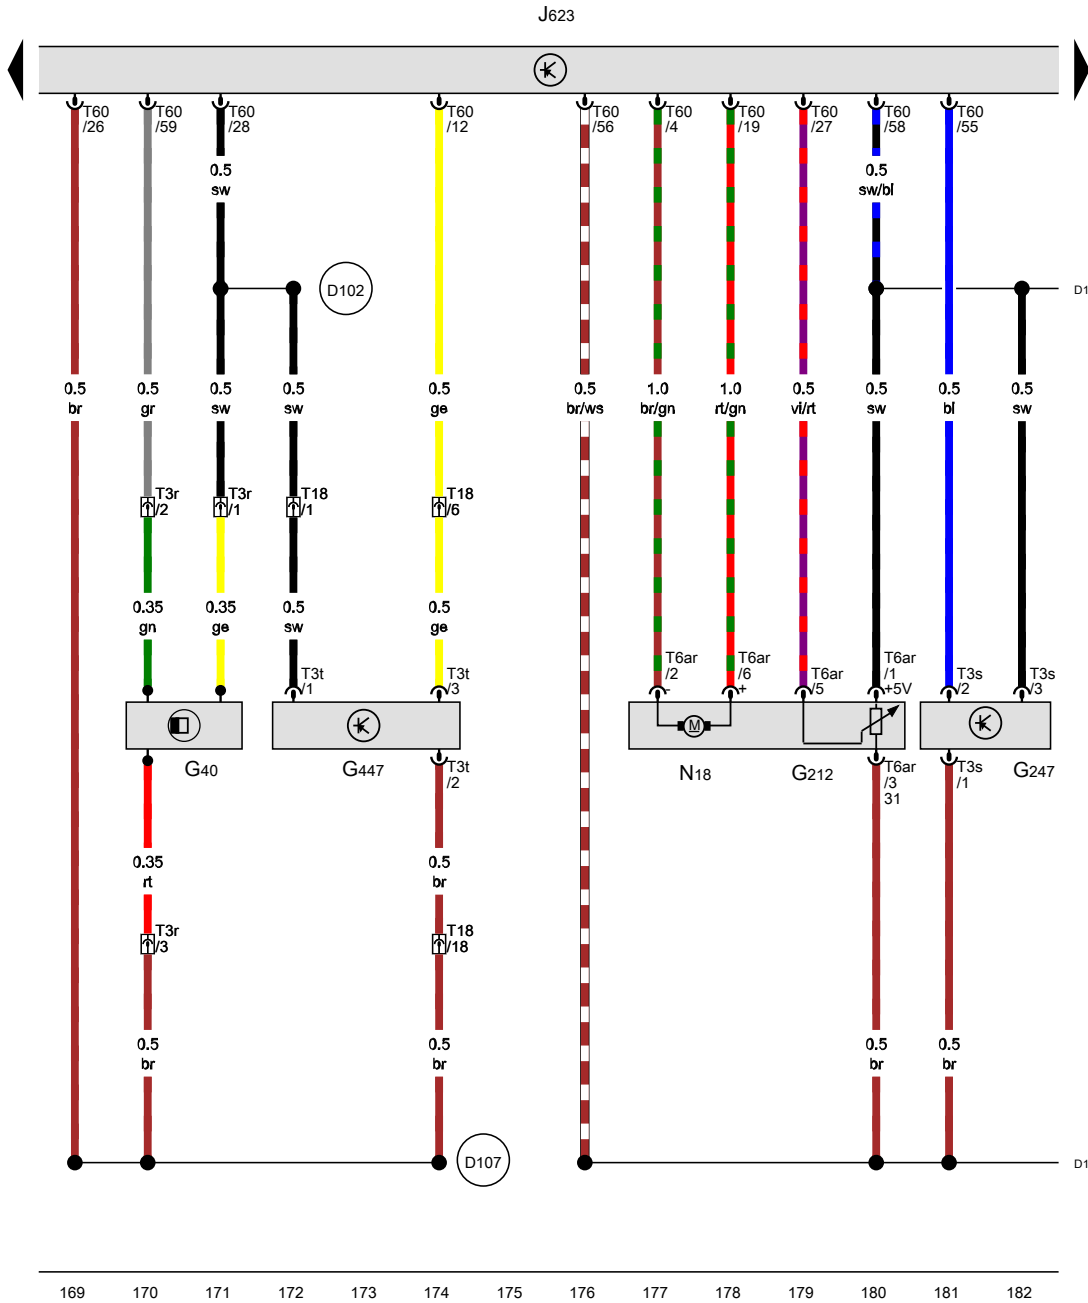 J623
T60 T60 T60 T60 T60 T60 T60 T60 T60 T60
/26 /59 /28 /12 /56 /4 /19 /27 /58 /55
0.5 0.5
sw sw/bl
D102 D1
0.5 0.5 0.5 0.5 0.5 0.5 1.0 1.0 0.5 0.5 0.5 0.5
br gr sw sw ge br/ws br/gn rt/gn vi/rt sw bl sw
T3r T3r T18 T18
/2 /1 /1 /6
0.35 0.35 0.5 0.5
gn ge sw ge
T6ar T6ar T6ar
T3t T3t /2 /6 T6ar /1 T3s T3s
/1 /3 - + /5 +5V /2 /3
M
G40 G447 T3t N18 G212 T6ar T3s G247
/2 /3 /1
31
0.35 0.5
rt br
T3r T18
/3 /18
0.5 0.5 0.5 0.5
br br br br
D107 D1
169 170 171 172 173 174 175 176 177 178 179 180 181 182